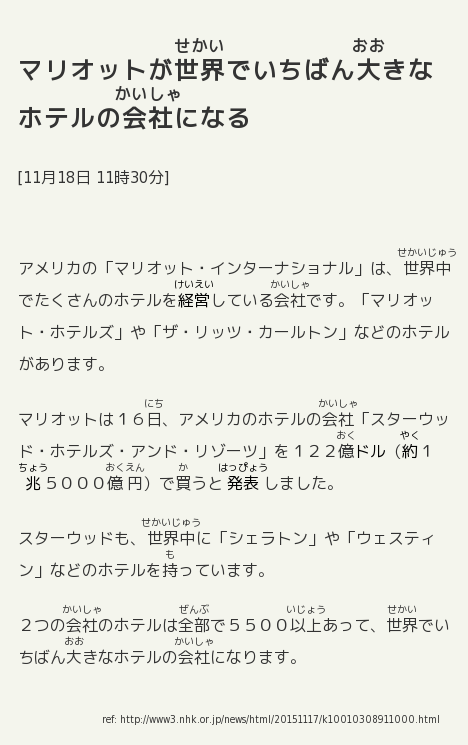 マリオットが世界でいちばん大きな
ホテルの会社になる
[11月18日 11時30分]
アメリカの「マリオット・インターナショナル」は、世界中
でたくさんのホテルを経営している会社です。「マリオッ
ト・ホテルズ」や「ザ・リッツ・カールトン」などのホテル
があります。
マリオットは１６日、アメリカのホテルの会社「スターウッ
ド・ホテルズ・アンド・リゾーツ」を１２２億ドル（約１
兆５０００億円）で買うと発表しました。
スターウッドも、世界中に「シェラトン」や「ウェスティ
ン」などのホテルを持っています。
２つの会社のホテルは全部で５５００以上あって、世界でい
ちばん大きなホテルの会社になります。
ref: http://www3.nhk.or.jp/news/html/20151117/k10010308911000.html